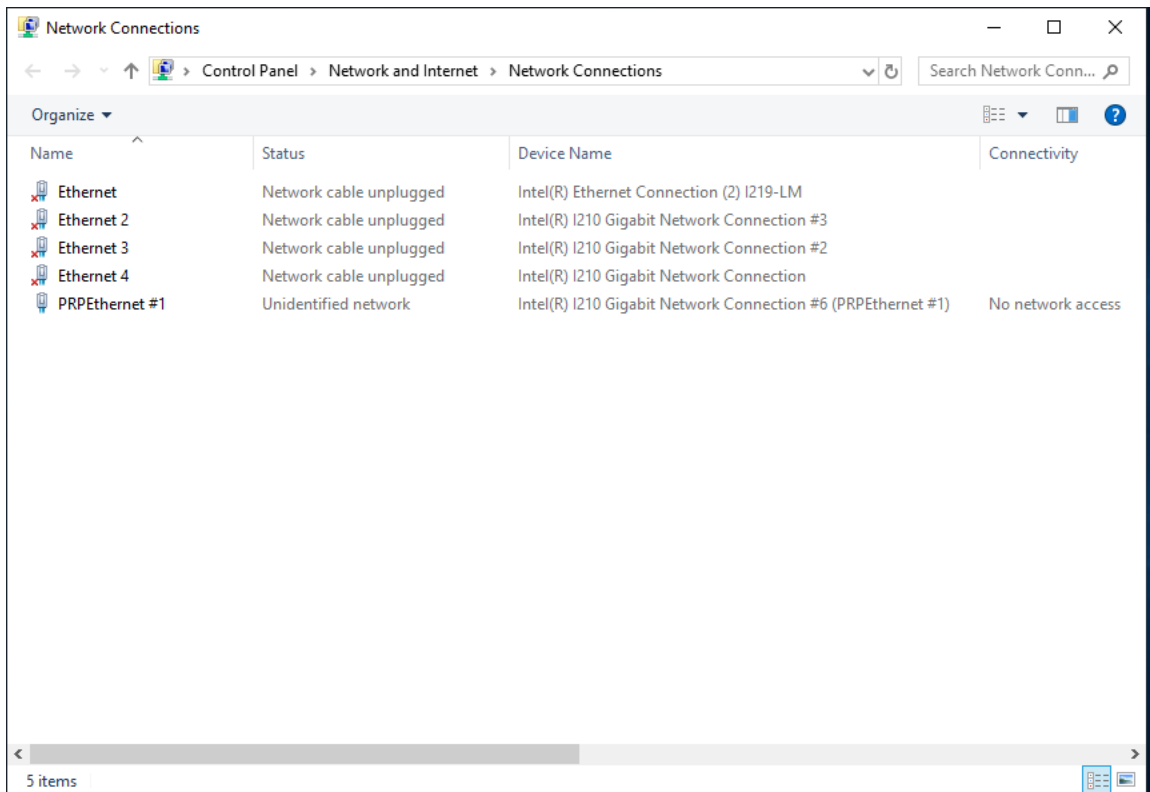 Network Connections
Control Panel > Network and Internet > Network Connections Search Network Conn...
Organize
Name Status Device Name Connectivity
Ethernet Network cable unplugged Intel(R) Ethernet Connection (2) I219-LM
Ethernet 2 Network cable unplugged Intel(R) I210 Gigabit Network Connection #3
Ethernet 3 Network cable unplugged Intel(R) I210 Gigabit Network Connection #2
Ethernet 4 Network cable unplugged Intel(R) I210 Gigabit Network Connection
PRPEthernet #1 Unidentified network Intel(R) I210 Gigabit Network Connection #6 (PRPEthernet #1) No network access
5 items